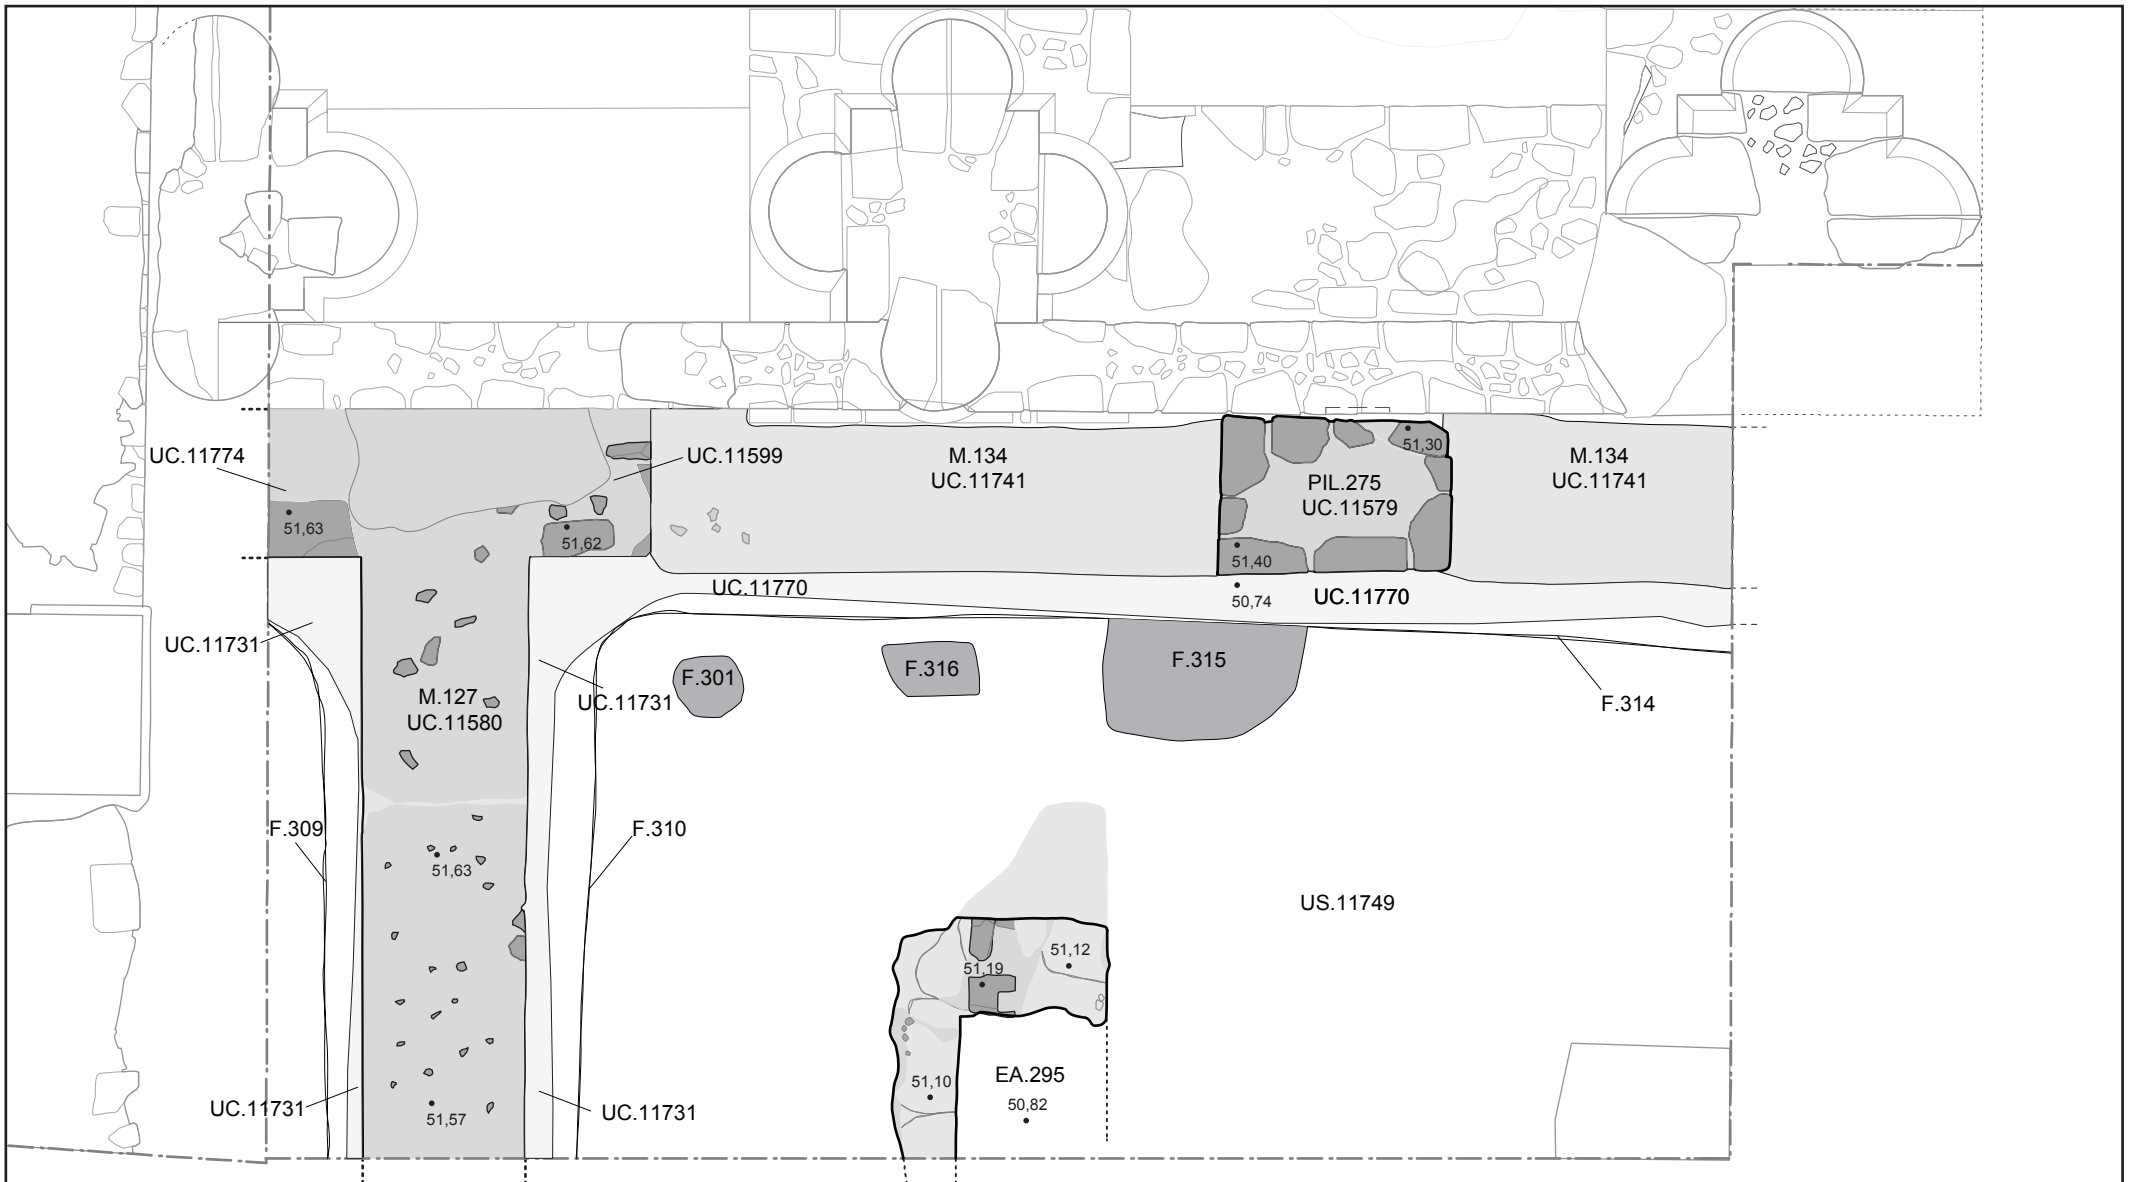 UC.11774
UC.11599
M.134
UC.11741
51,30
PIL.275
UC.11579
M.134
UC.11741
51,63
51,62
51,40
UC.11770
50,74
UC.11770
UC.11731
F.301
F.316
F.315
M.127
UC.11580
UC.11731
F.314
F.309
F.310
51,63
US.11749
51,12
51,19
51,10
EA.295
50,82
UC.11731
51,57
UC.11731